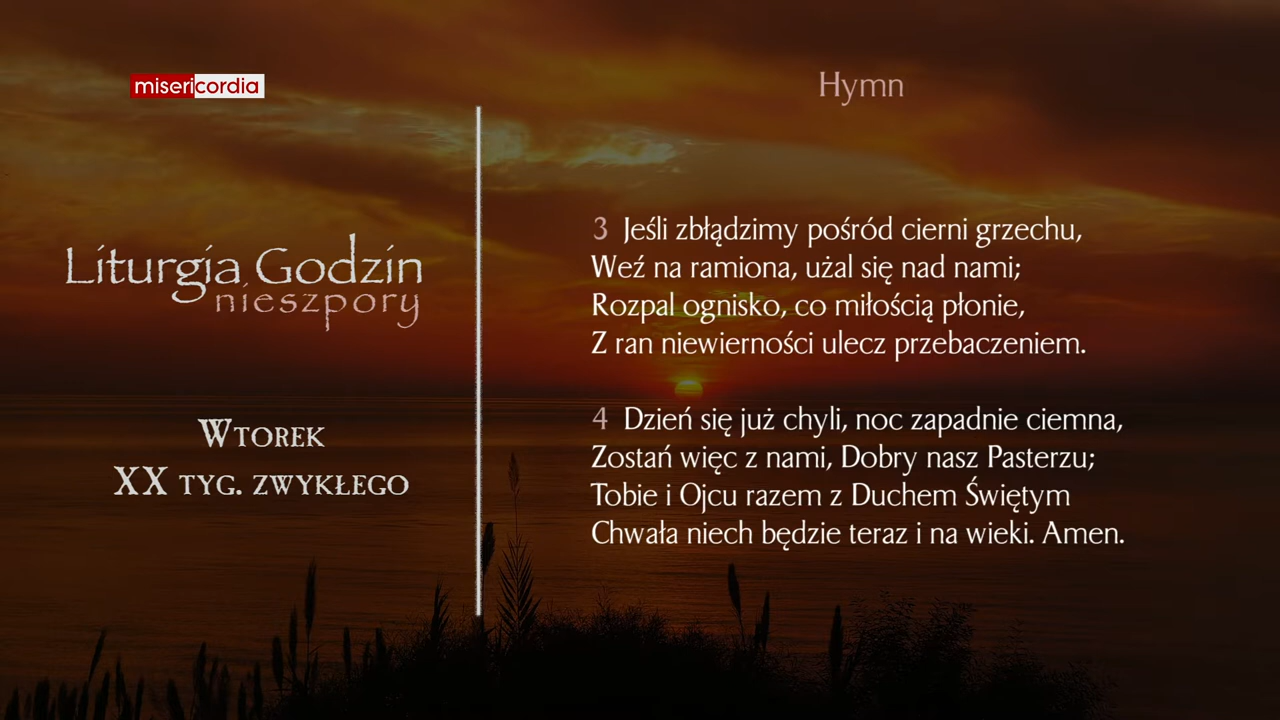 misericordia
Liturgia Godzin
nieszpory
Wtorek
XX tyg. zwykłego
Hymn
3 Jeśli zbłądzimy pośród cierni grzechu,
Weź na ramiona, użal się nad nami;
Rozpal ognisko, co miłością płonie,
Z ran niewierności ulecz przebaczeniem.
4 Dzień się już chyli, noc zapadnie ciemna,
Zostań więc z nami, Dobry nasz Pasterzu;
Tobie i Ojcu razem z Duchem Świętym
Chwała niech będzie teraz i na wieki. Amen.